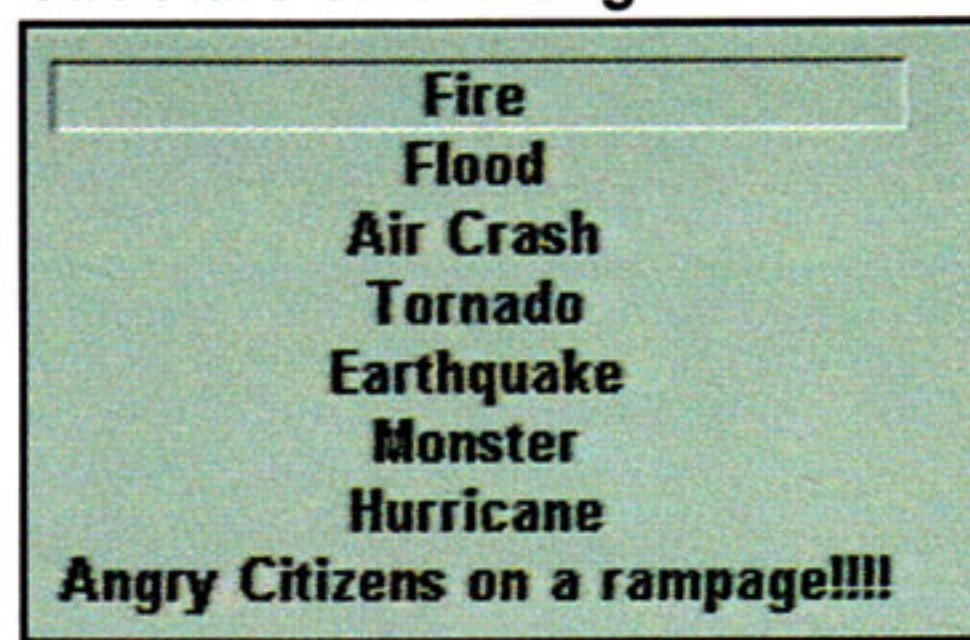 Fire
Flood
Air Crash
Tornado
Earthquake
Monster
Hurricane
Angry Citizens on a rampage!!!!